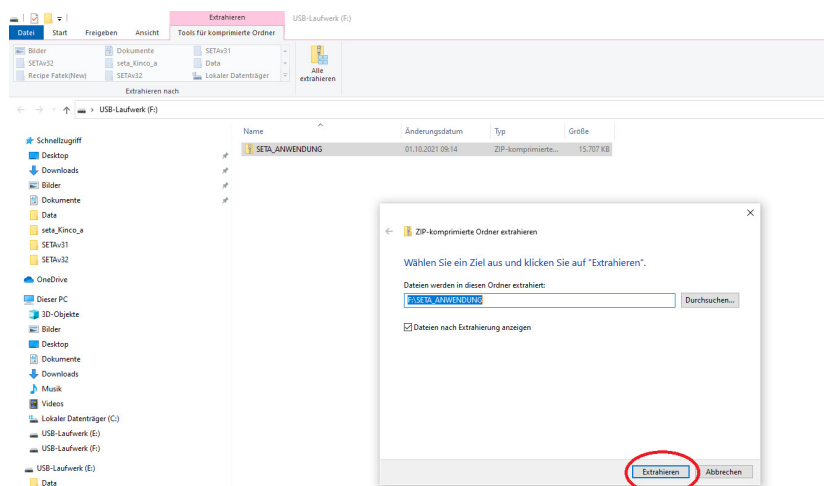 Extrahieren
USB-Laufwerk (F:)
Datei Start Freigeben Ansicht Tools für komprimierte Ordner
Bilder Dokumente SETAv31
SETAv32 seta_Kinco_a Data
Recipe Fatek(New) SETAv32 Lokaler Datenträger
Alle extrahieren
Extrahieren nach
USB-Laufwerk (F:)
Name Änderungsdatum Typ Größe
SETA_ANWENDUNG 01.10.2021 09:14 ZIP-komprimierte... 15.707 KB
Schnellzugriff
Desktop
Downloads
Bilder
Dokumente
Data
seta_Kinco_a
SETAv31
SETAv32
OneDrive
Dieser PC
3D-Objekte
Bilder
Desktop
Dokumente
Downloads
Musik
Videos
Lokaler Datenträger (C:)
USB-Laufwerk (E:)
USB-Laufwerk (F:)
USB-Laufwerk (E:)
Data
ZIP-komprimierte Ordner extrahieren
Wählen Sie ein Ziel aus und klicken Sie auf "Extrahieren".
Dateien werden in diesen Ordner extrahiert:
F:\SETA_ANWENDUNG
Durchsuchen...
Dateien nach Extrahierung anzeigen
Extrahieren Abbrechen